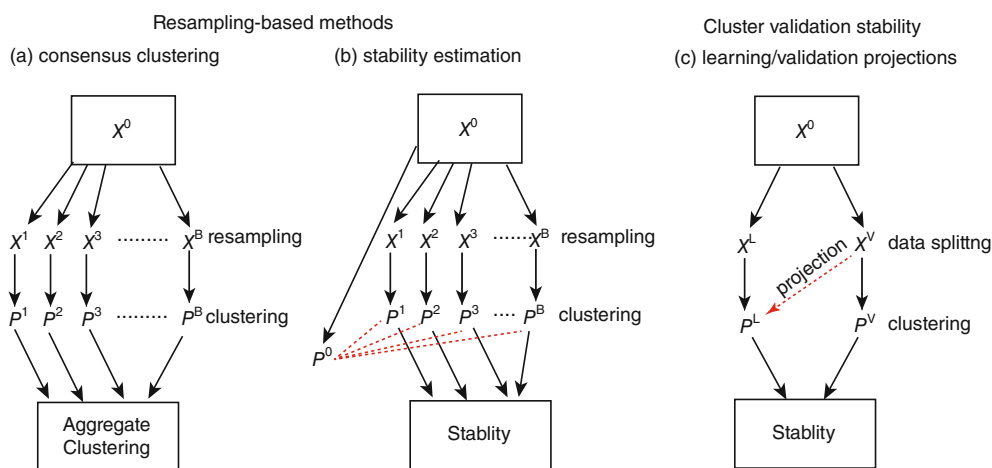 Resampling-based methods
Cluster validation stability
(a) consensus clustering
(b) stability estimation
(c) learning/validation projections
X⁰
X¹ X² X³ ......... Xᴮ resampling
P¹ P² P³ ......... Pᴮ clustering
Aggregate
Clustering
X⁰
X¹ X² X³ ....... Xᴮ resampling
P¹ P² P³ .... Pᴮ clustering
P⁰
Stablity
X⁰
Xᴸ Xⱽ data splittng
projection
Pᴸ Pⱽ clustering
Stablity